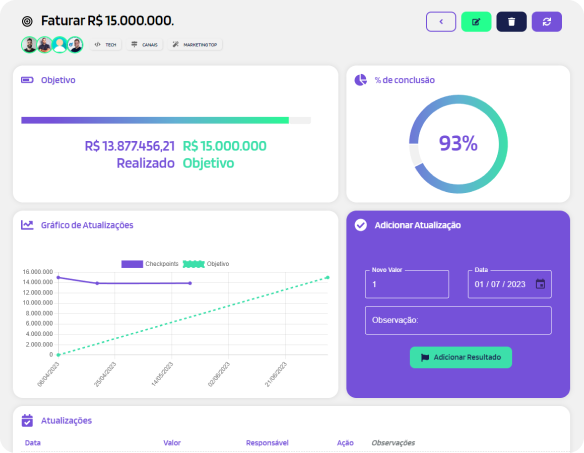 Faturar R$ 15.000.000.
TECH CANAIS MARKETING TOP
Objetivo
R$ 13.877.456,21 R$ 15.000.000
Realizado Objetivo
% de conclusão
93%
Gráfico de Atualizações
Checkpoints Objetivo
16.000.000
14.000.000
12.000.000
10.000.000
8.000.000
6.000.000
4.000.000
2.000.000
0
06/04/2023 25/04/2023 14/05/2023 02/06/2023 21/06/2023
Adicionar Atualização
Novo Valor Data
1 01 / 07 / 2023
Observação:
Adicionar Resultado
Atualizações
Data Valor Responsável Ação Observações